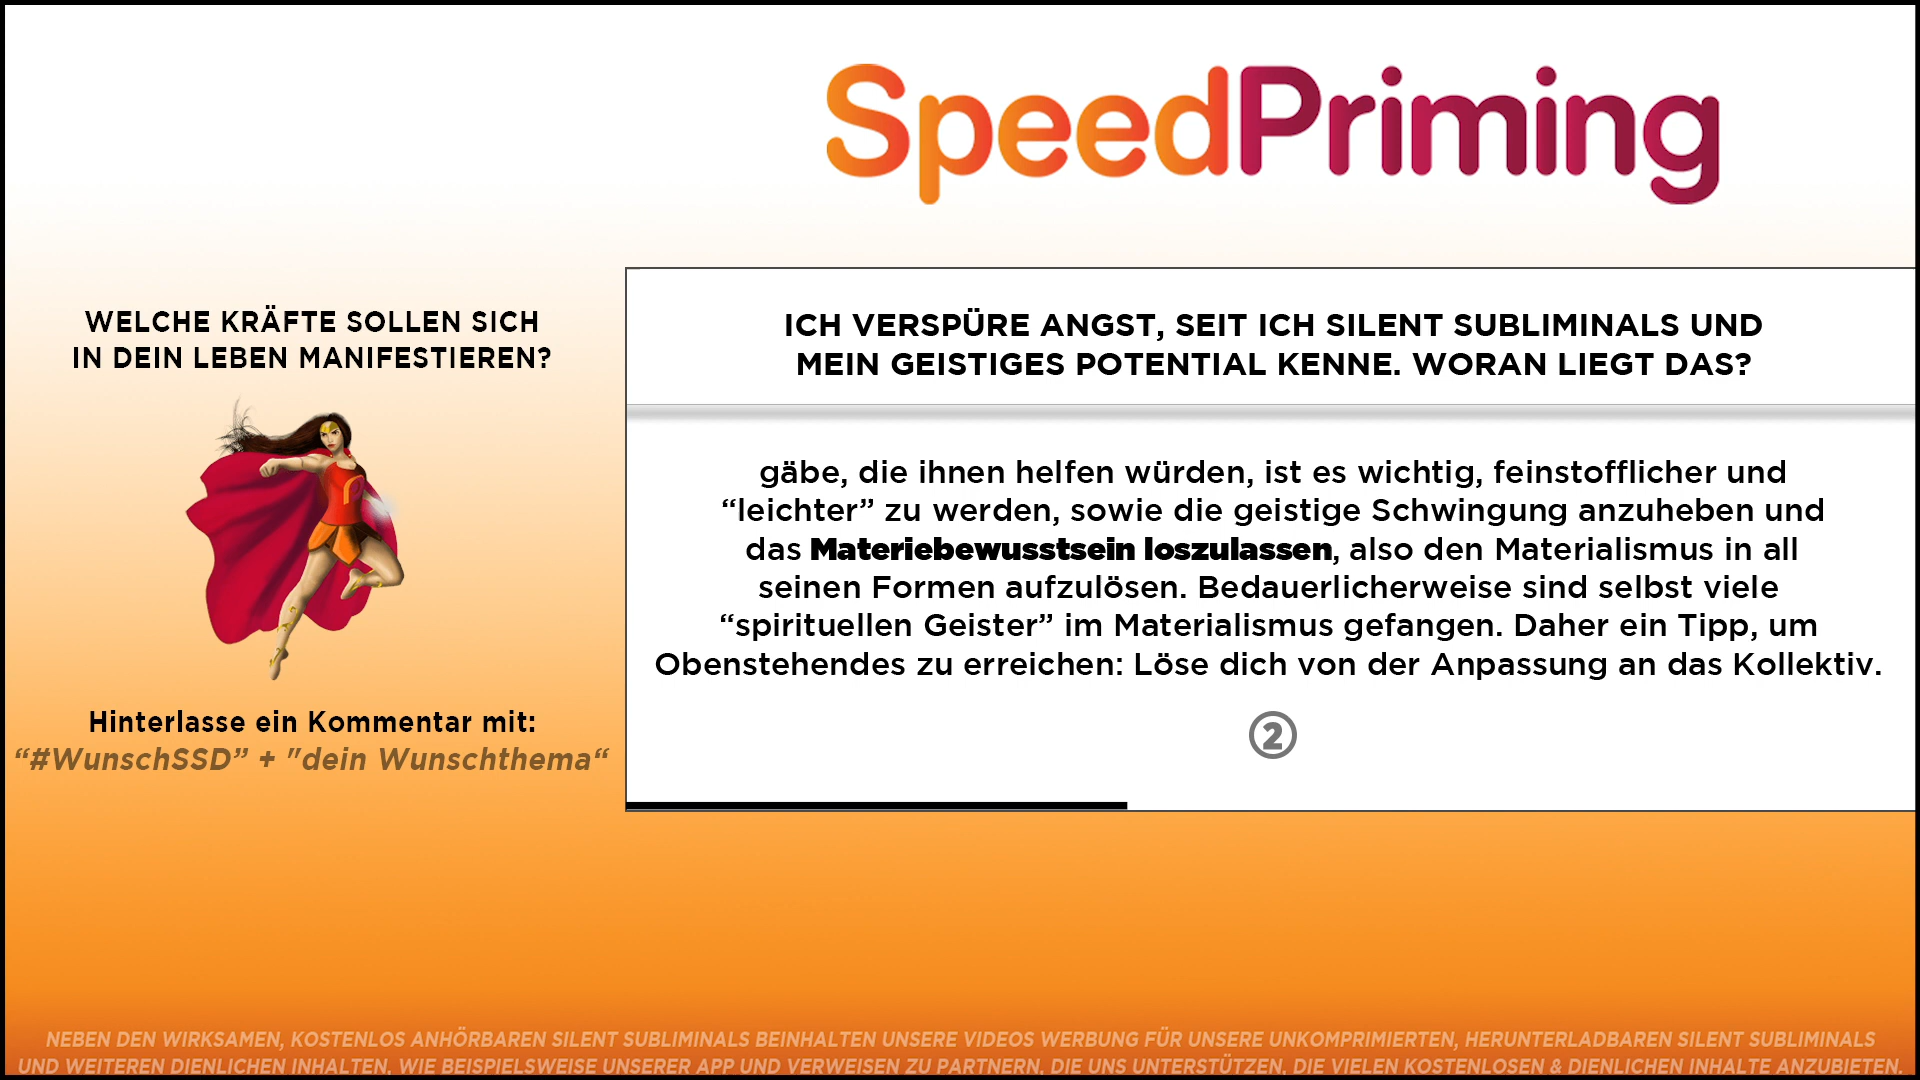 SpeedPriming
WELCHE KRÄFTE SOLLEN SICH
IN DEIN LEBEN MANIFESTIEREN?
Hinterlasse ein Kommentar mit:
“#WunschSSD” + "dein Wunschthema“
ICH VERSPÜRE ANGST, SEIT ICH SILENT SUBLIMINALS UND
MEIN GEISTIGES POTENTIAL KENNE. WORAN LIEGT DAS?
gäbe, die ihnen helfen würden, ist es wichtig, feinstofflicher und
“leichter” zu werden, sowie die geistige Schwingung anzuheben und
das Materiebewusstsein loszulassen, also den Materialismus in all
seinen Formen aufzulösen. Bedauerlicherweise sind selbst viele
“spirituellen Geister” im Materialismus gefangen. Daher ein Tipp, um
Obenstehendes zu erreichen: Löse dich von der Anpassung an das Kollektiv.
2
NEBEN DEN WIRKSAMEN, KOSTENLOS ANHÖRBAREN SILENT SUBLIMINALS BEINHALTEN UNSERE VIDEOS WERBUNG FÜR UNSERE UNKOMPRIMIERTEN, HERUNTERLADBAREN SILENT SUBLIMINALS
UND WEITEREN DIENLICHEN INHALTEN, WIE BEISPIELSWEISE UNSERER APP UND VERWEISEN ZU PARTNERN, DIE UNS UNTERSTÜTZEN, DIE VIELEN KOSTENLOSEN & DIENLICHEN INHALTE ANZUBIETEN.